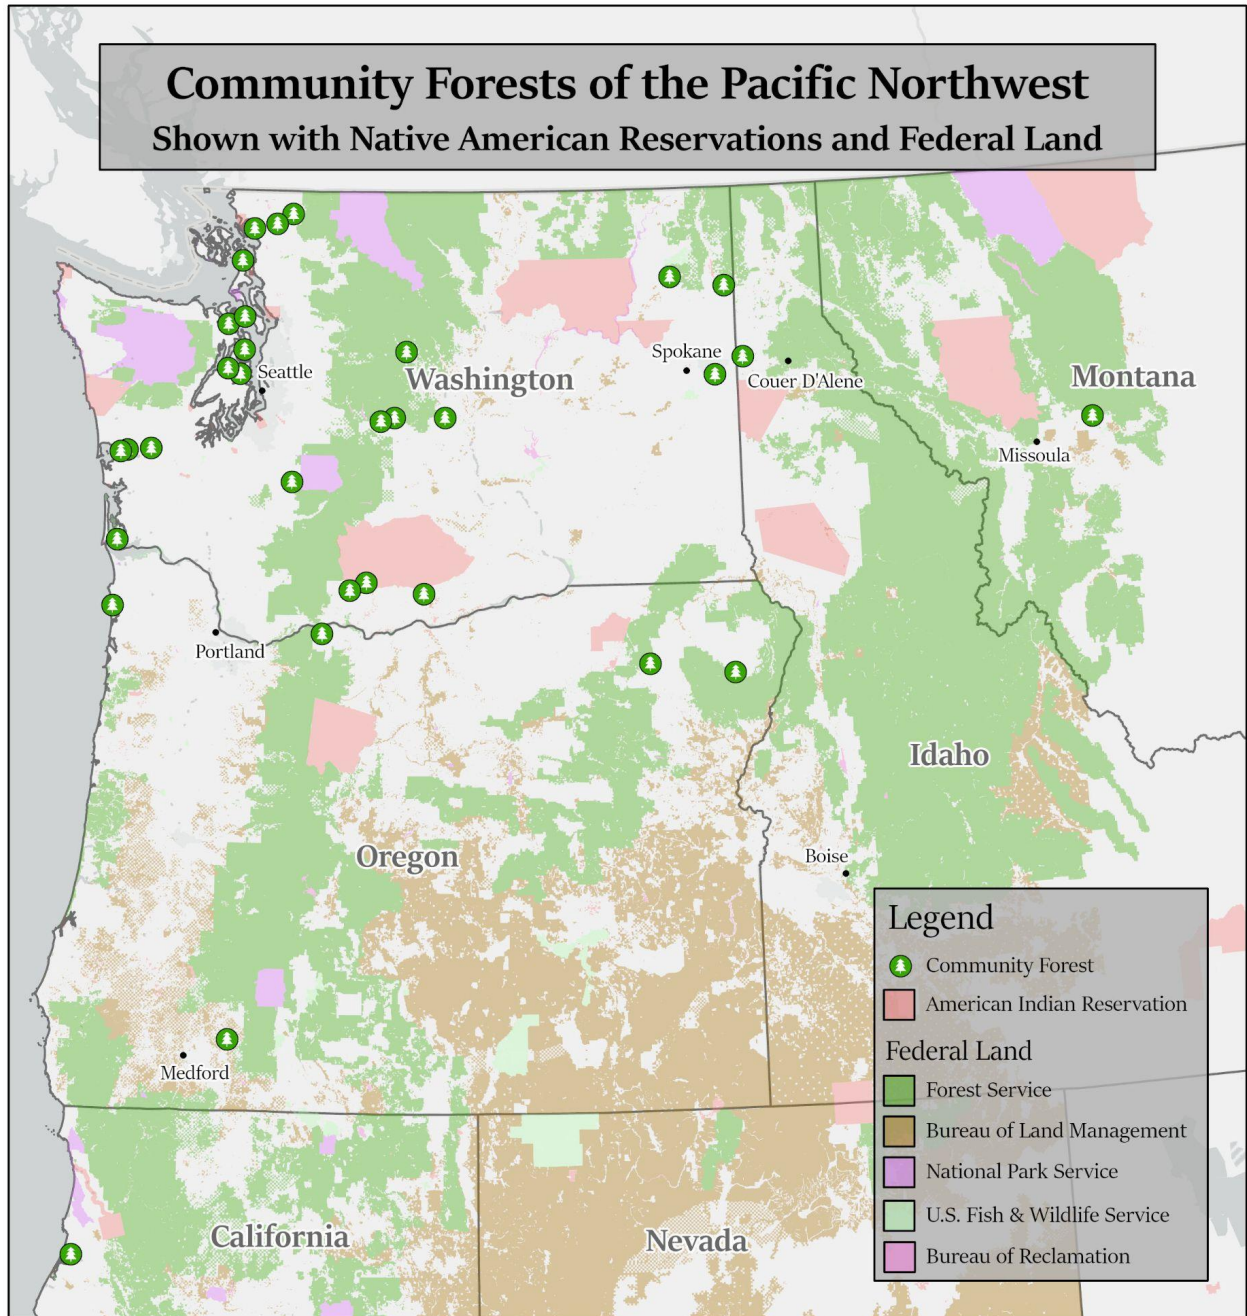 Community Forests of the Pacific Northwest
Shown with Native American Reservations and Federal Land
Seattle
Washington
Spokane
Couer D'Alene
Montana
Missoula
Portland
Idaho
Oregon
Boise
Medford
California
Nevada
Legend
Community Forest
American Indian Reservation
Federal Land
Forest Service
Bureau of Land Management
National Park Service
U.S. Fish & Wildlife Service
Bureau of Reclamation